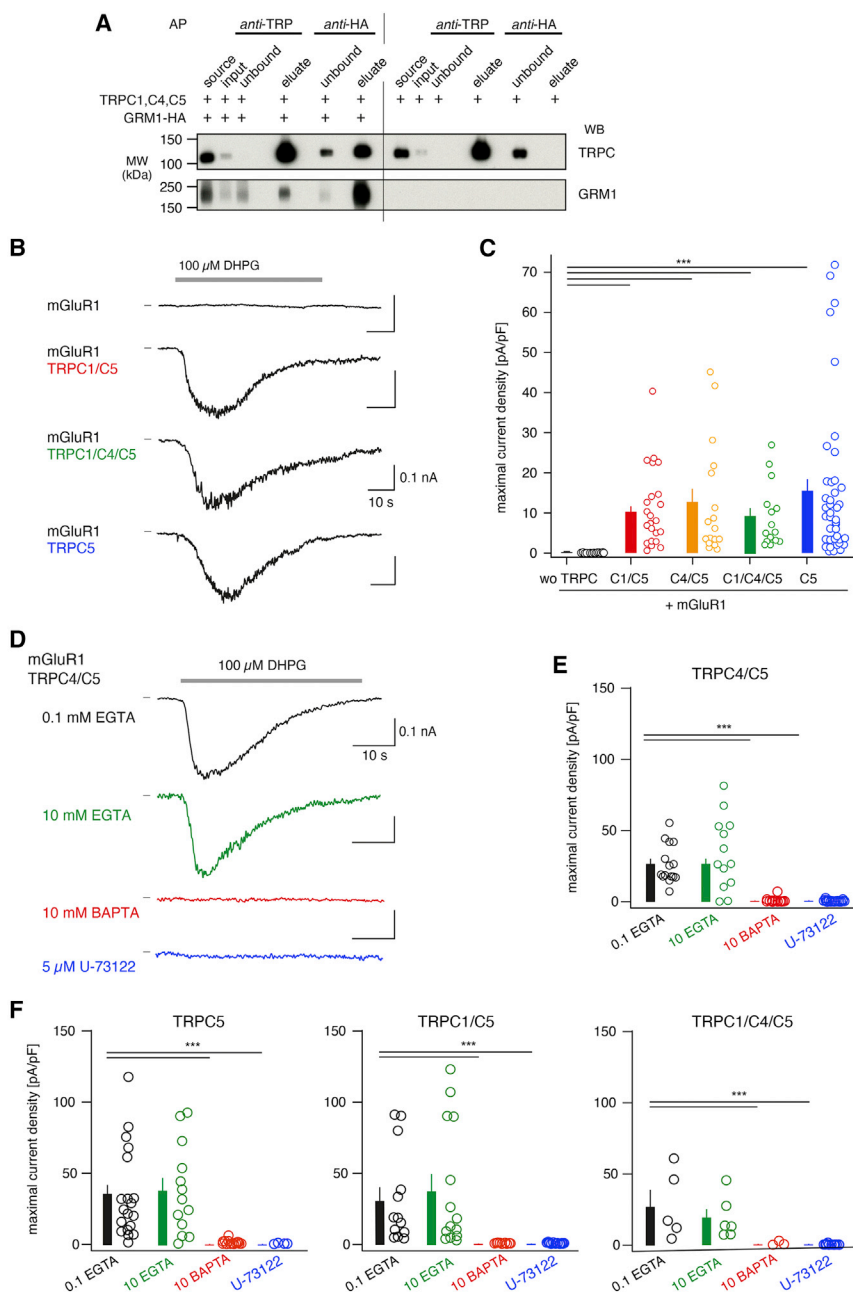 A
AP
anti-TRP
anti-HA
anti-TRP
anti-HA
source
input
unbound
eluate
unbound
eluate
source
input
unbound
eluate
unbound
eluate
TRPC1,C4,C5 + + + + + + + + + + + +
GRM1-HA + + + + + +
WB
MW (kDa)
150
100
TRPC
250
150
GRM1
B
100 µM DHPG
mGluR1
mGluR1
TRPC1/C5
mGluR1
TRPC1/C4/C5
0.1 nA
10 s
mGluR1
TRPC5
C
***
maximal current density [pA/pF]
70
60
50
40
30
20
10
0
wo TRPC C1/C5 C4/C5 C1/C4/C5 C5
+ mGluR1
D
mGluR1
TRPC4/C5
100 µM DHPG
0.1 mM EGTA
0.1 nA
10 s
10 mM EGTA
10 mM BAPTA
5 µM U-73122
E
TRPC4/C5
***
maximal current density [pA/pF]
150
100
50
0
0.1 EGTA
10 EGTA
10 BAPTA
U-73122
F
TRPC5
***
maximal current density [pA/pF]
150
100
50
0
0.1 EGTA
10 EGTA
10 BAPTA
U-73122
TRPC1/C5
***
150
100
50
0
0.1 EGTA
10 EGTA
10 BAPTA
U-73122
TRPC1/C4/C5
***
150
100
50
0
0.1 EGTA
10 EGTA
10 BAPTA
U-73122